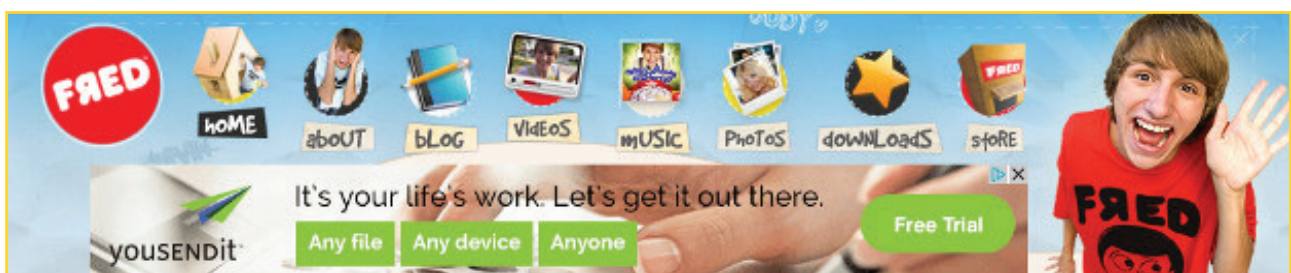 FRED
hOME
abOUT
bLOG
VIdEoS
mUSIC
PhoToS
dowNLoadS
stoRE
FRED
It's your life's work. Let's get it out there.
yousendit
Any file
Any device
Anyone
Free Trial
FRED